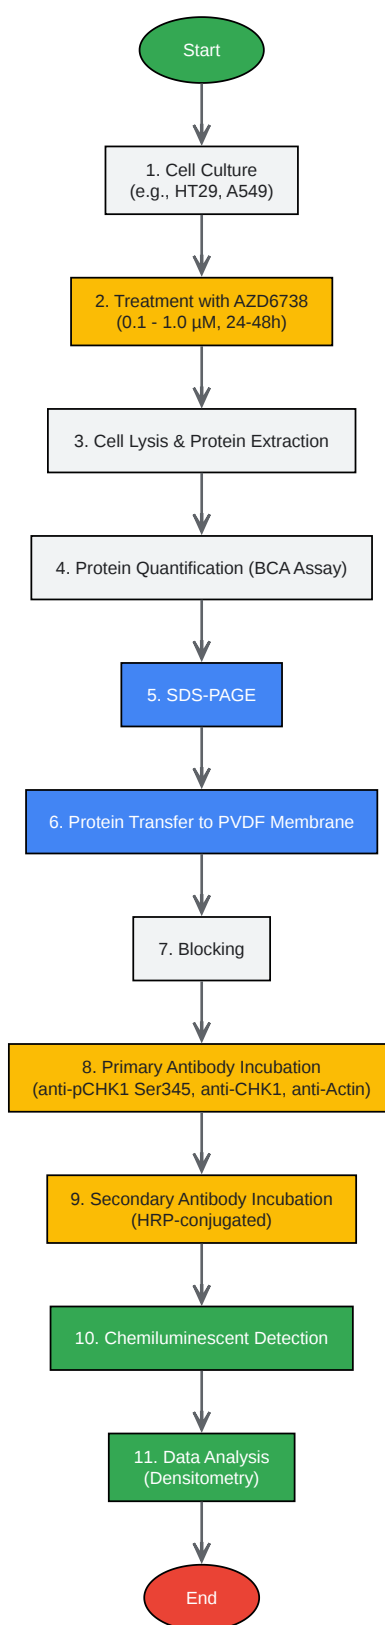 Start
1. Cell Culture
(e.g., HT29, A549)
2. Treatment with AZD6738
(0.1 - 1.0 µM, 24-48h)
3. Cell Lysis & Protein Extraction
4. Protein Quantification (BCA Assay)
5. SDS-PAGE
6. Protein Transfer to PVDF Membrane
7. Blocking
8. Primary Antibody Incubation
(anti-pCHK1 Ser345, anti-CHK1, anti-Actin)
9. Secondary Antibody Incubation
(HRP-conjugated)
10. Chemiluminescent Detection
11. Data Analysis
(Densitometry)
End